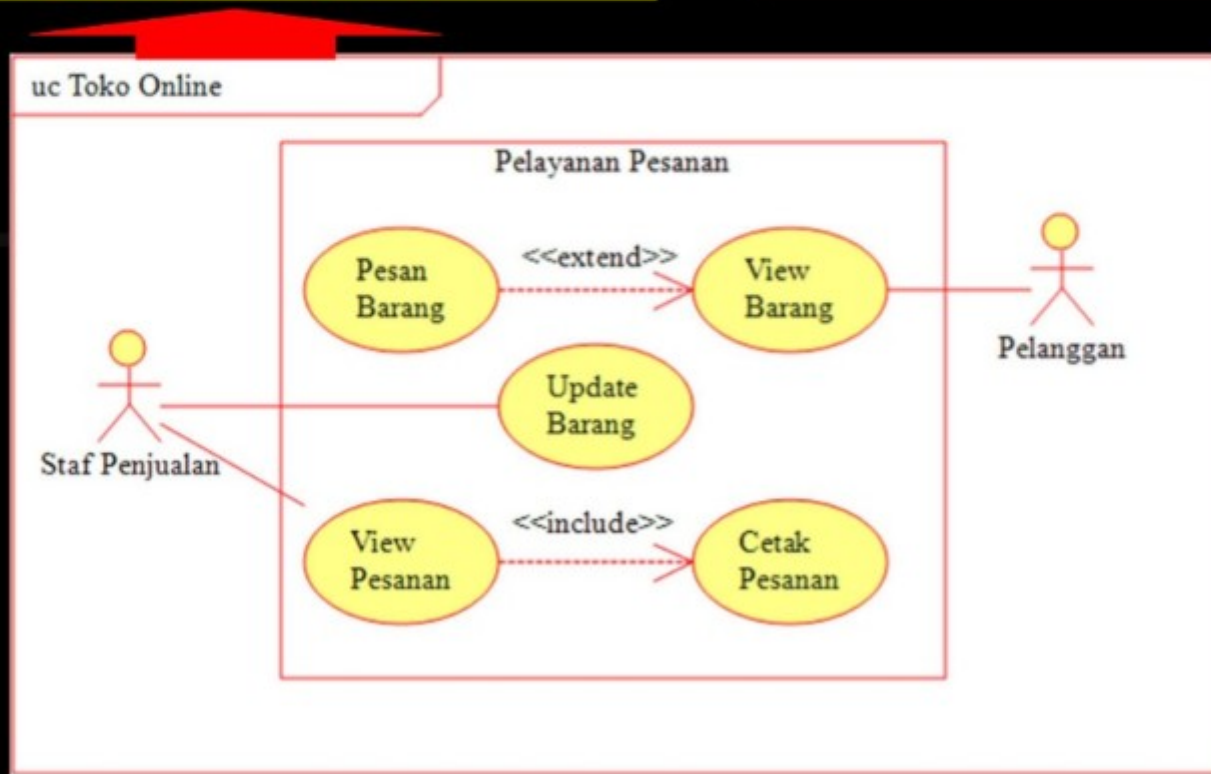 uc Toko Online
Pelayanan Pesanan
<<extend>>
Pesan
Barang
View
Barang
Pelanggan
Update
Barang
Staf Penjualan
<<include>>
View
Pesanan
Cetak
Pesanan